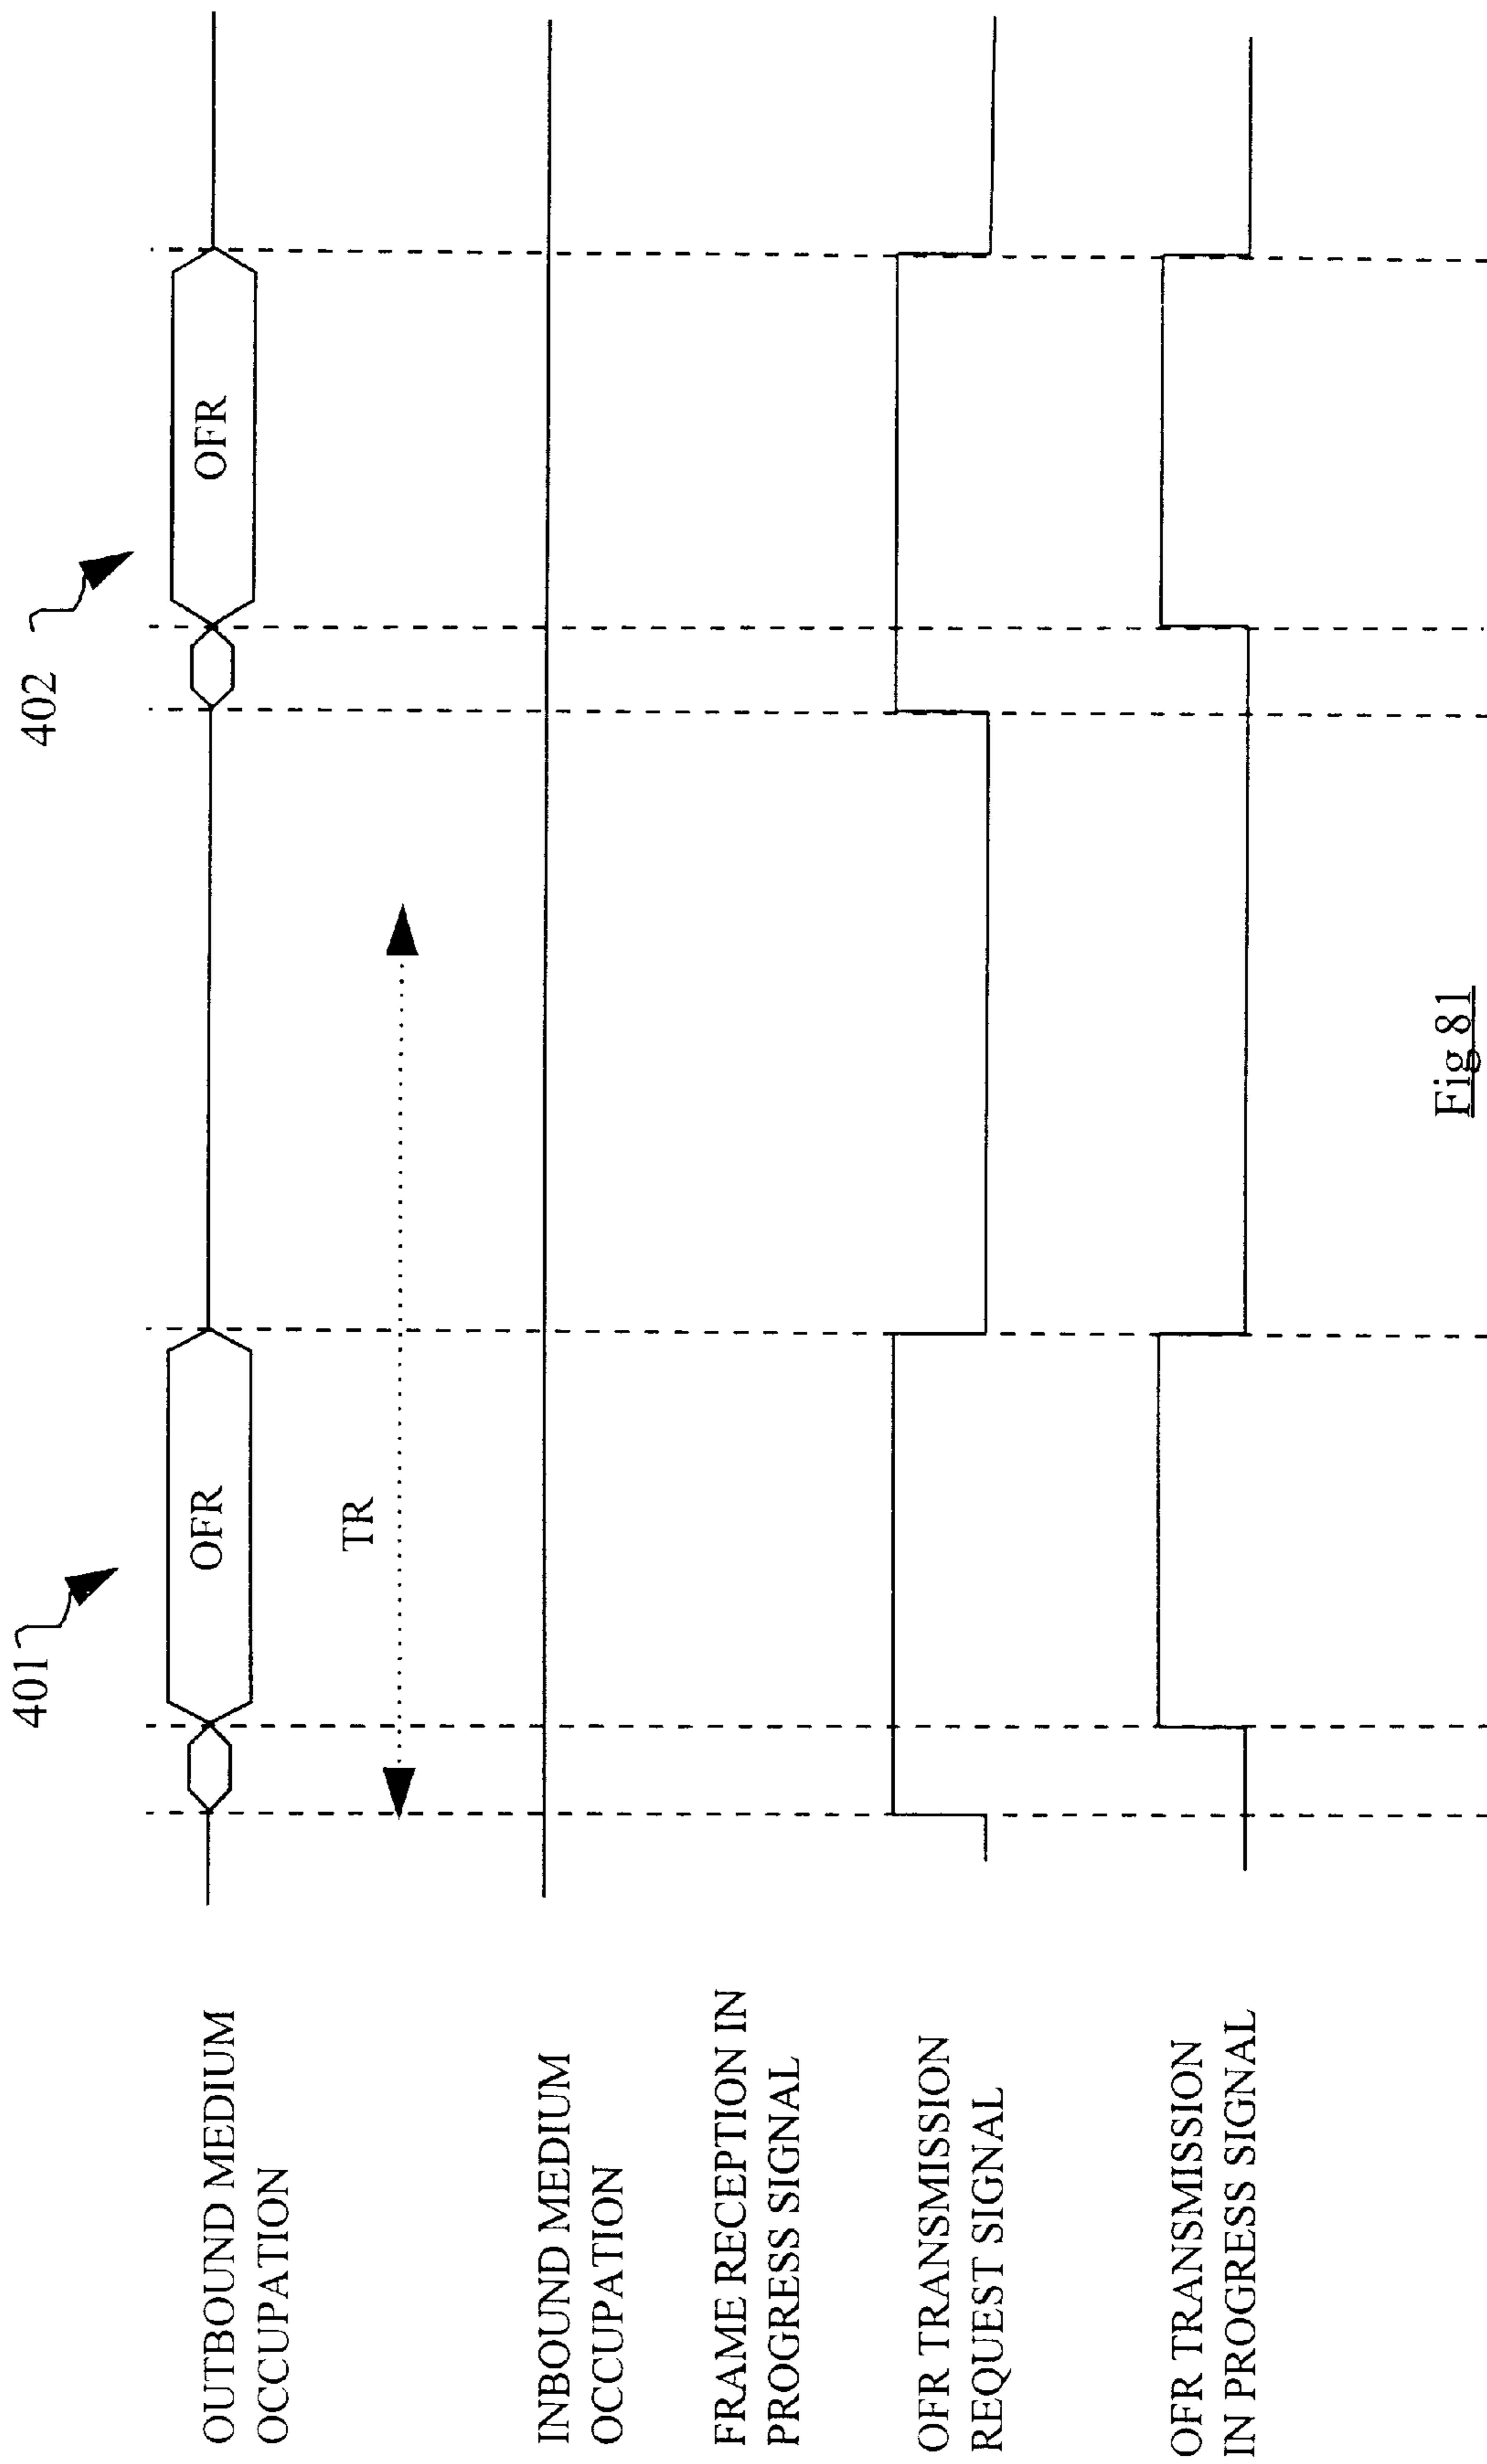 401
402
OFR
OFR
OUTBOUND MEDIUM
OCCUPATION
TR
INBOUND MEDIUM
OCCUPATION
FRAME RECEPTION IN
PROGRESS SIGNAL
OFR TRANSMISSION
REQUEST SIGNAL
OFR TRANSMISSION
IN PROGRESS SIGNAL
Fig 81